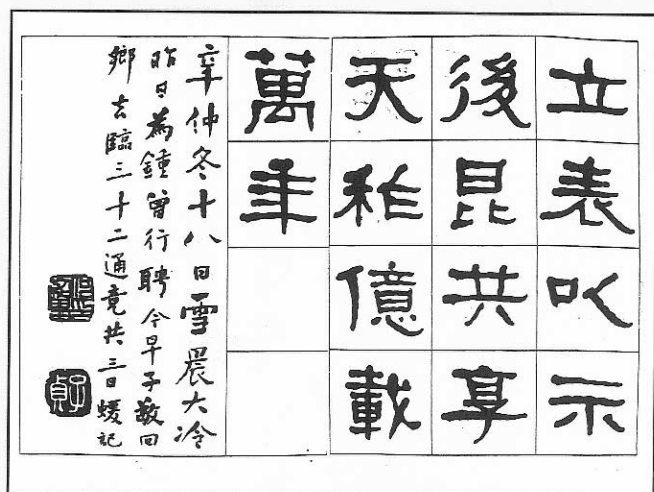 立表以示
後昆共享
天祚億載
萬年
辛仲冬十八日雪晨大冷
昨日為鍾曾行聘今早子敬回
鄉去臨三十二通竟共三日蝯記